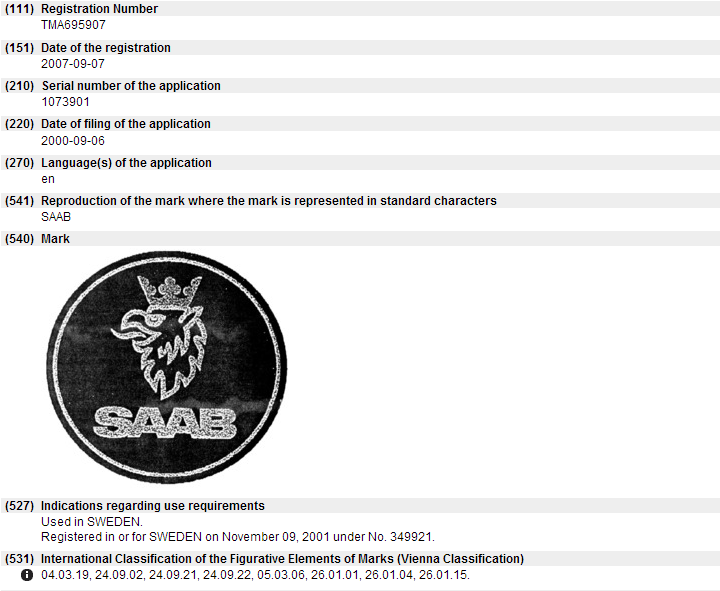 (111) Registration Number
TMA695907
(151) Date of the registration
2007-09-07
(210) Serial number of the application
1073901
(220) Date of filing of the application
2000-09-06
(270) Language(s) of the application
en
(541) Reproduction of the mark where the mark is represented in standard characters
SAAB
(540) Mark
SAAB
(527) Indications regarding use requirements
Used in SWEDEN.
Registered in or for SWEDEN on November 09, 2001 under No. 349921.
(531) International Classification of the Figurative Elements of Marks (Vienna Classification)
04.03.19, 24.09.02, 24.09.21, 24.09.22, 05.03.06, 26.01.01, 26.01.04, 26.01.15.